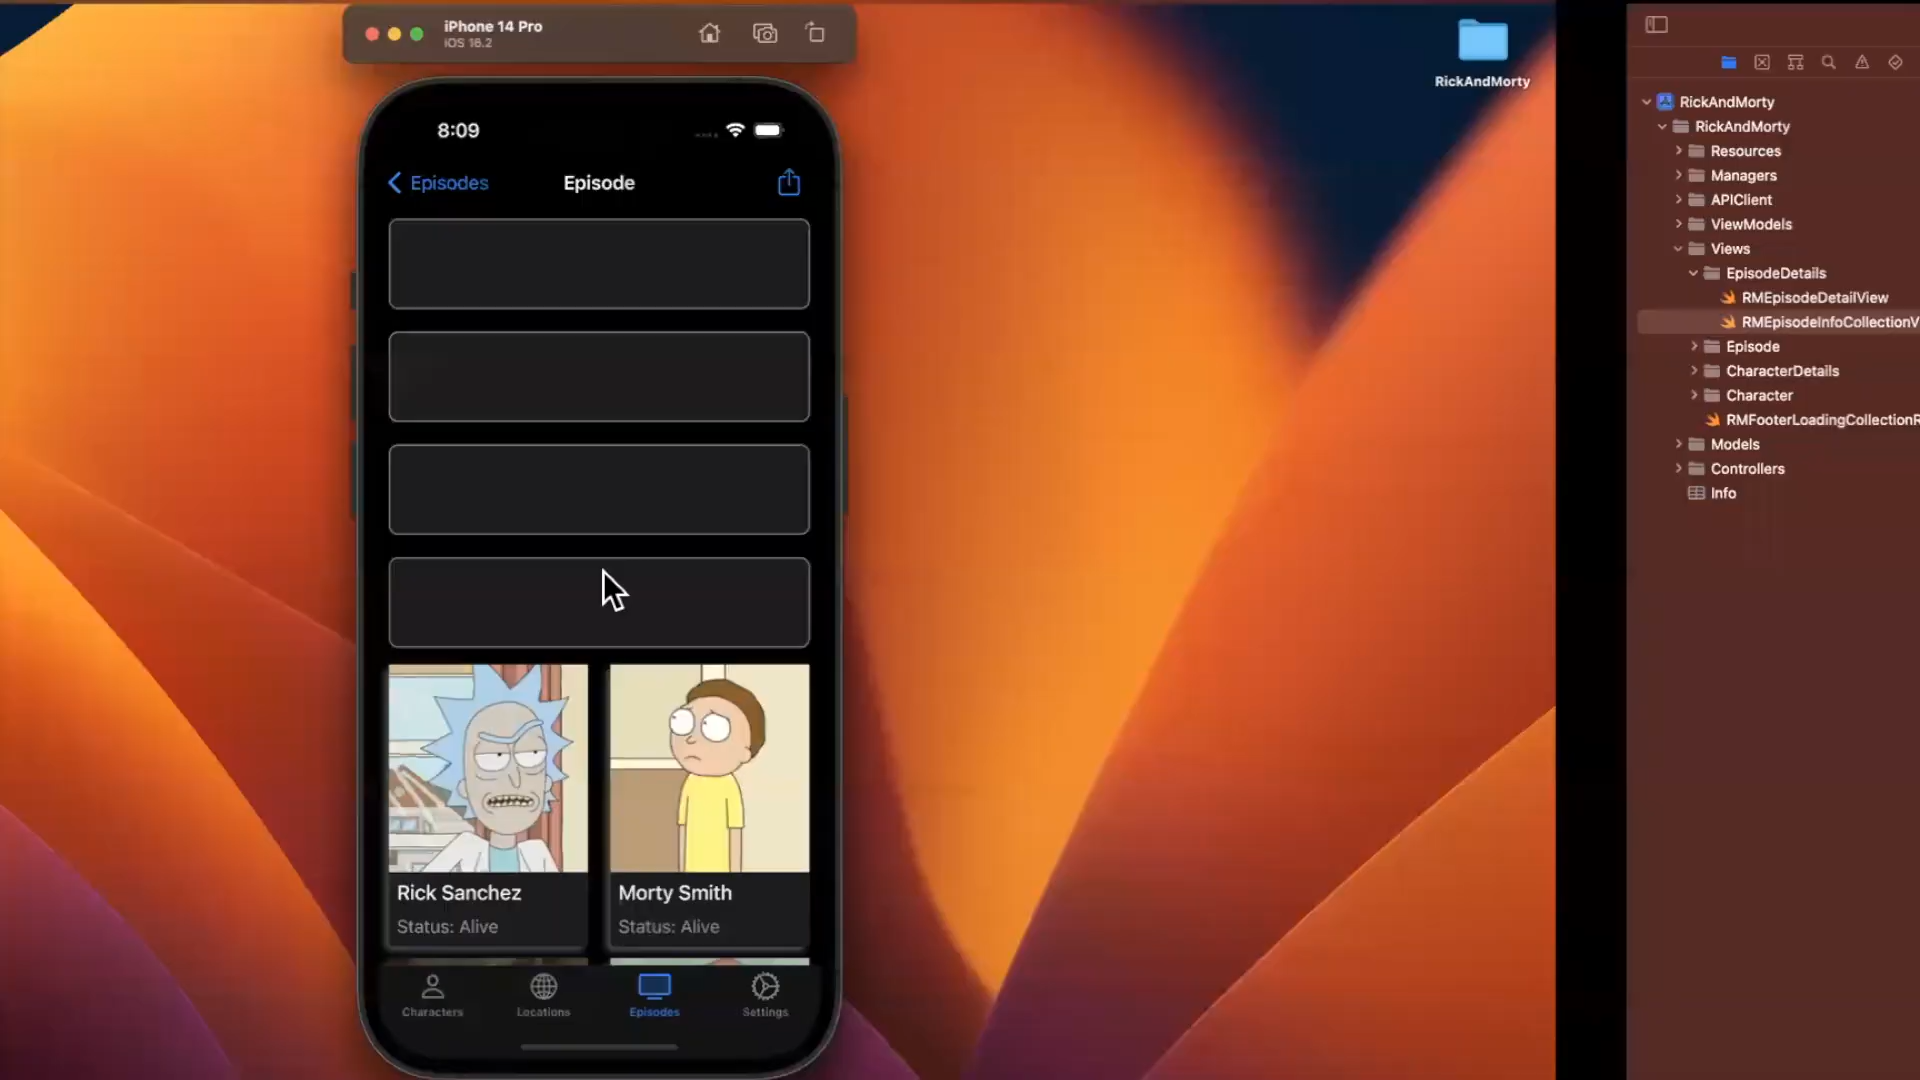 iPhone 14 Pro
iOS 16.2
RickAndMorty
8:09
Episodes
Episode
Rick Sanchez
Status: Alive
Morty Smith
Status: Alive
Characters
Locations
Episodes
Settings
RickAndMorty
RickAndMorty
Resources
Managers
APIClient
ViewModels
Views
EpisodeDetails
RMEpisodeDetailView
RMEpisodeInfoCollectionV
Episode
CharacterDetails
Character
RMFooterLoadingCollectionR
Models
Controllers
Info